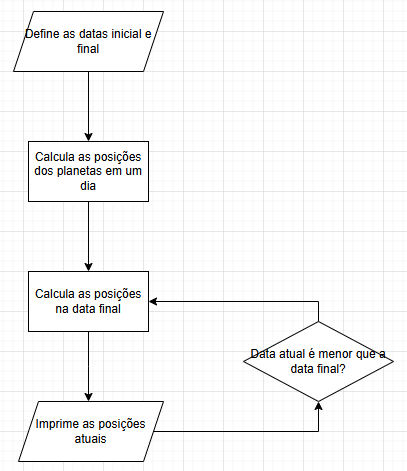 Define as datas inicial e
final
Calcula as posições
dos planetas em um
dia
Calcula as posições
na data final
Data atual é menor que a
data final?
Imprime as posições
atuais